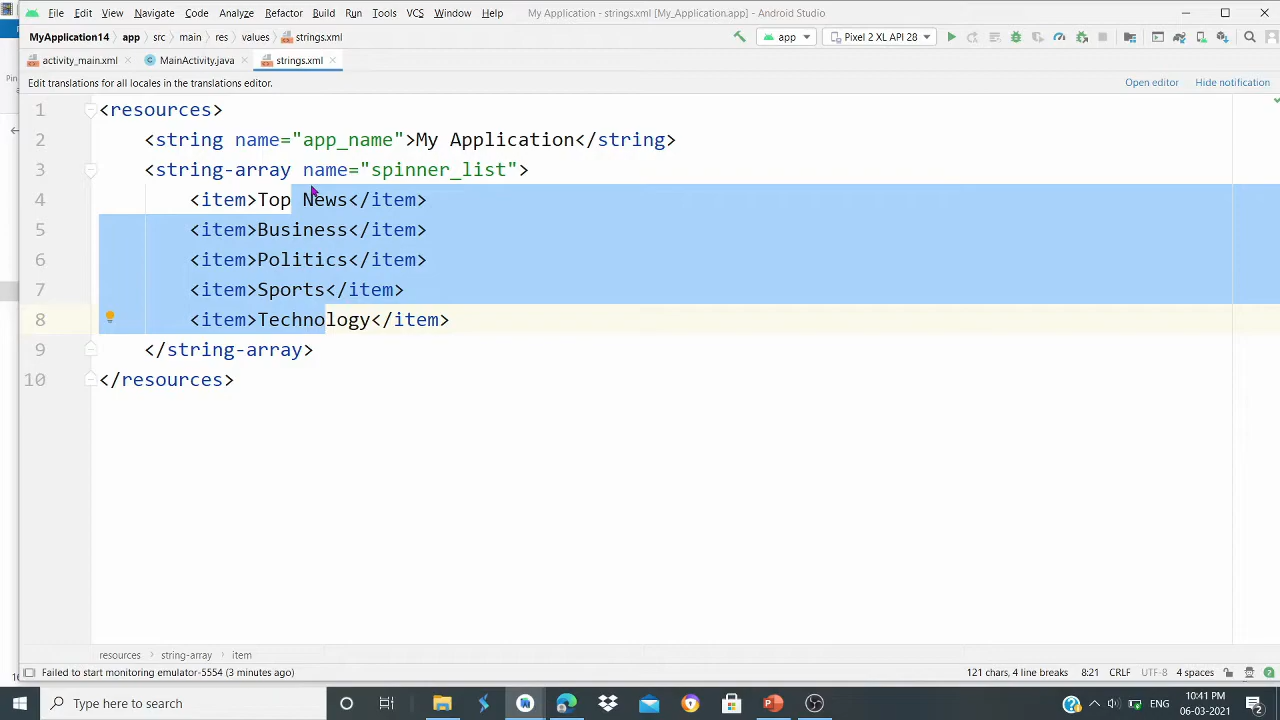 File Edit View Navigate Code Analyze Refactor Build Run Tools VCS Window Help My Application - strings.xml [My_Application.app] - Android Studio
MyApplication14 app src main res values strings.xml app Pixel 2 XL API 28
activity_main.xml MainActivity.java strings.xml
Edit translations for all locales in the translations editor. Open editor Hide notification
1 <resources>
2 <string name="app_name">My Application</string>
3 <string-array name="spinner_list">
4 <item>Top News</item>
5 <item>Business</item>
6 <item>Politics</item>
7 <item>Sports</item>
8 <item>Technology</item>
9 </string-array>
10 </resources>
resources string-array item
Failed to start monitoring emulator-5554 (3 minutes ago) 121 chars, 4 line breaks 8:21 CRLF UTF-8 4 spaces
Type here to search ENG 10:41 PM
06-03-2021 2